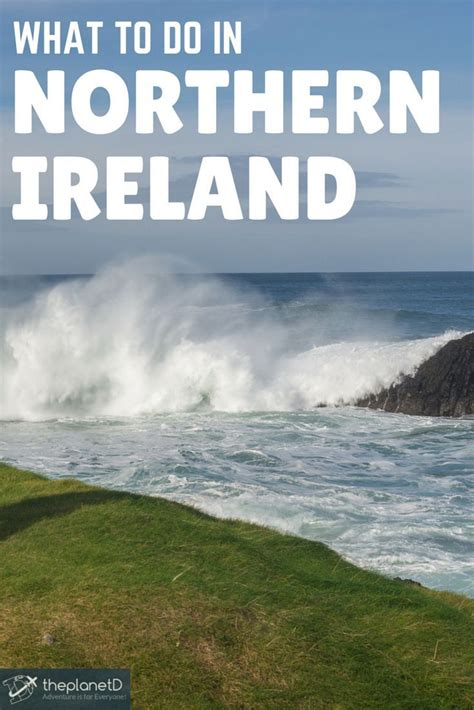 WHAT TO DO IN
NORTHERN
IRELAND
theplanetD
Adventure is for Everyone!